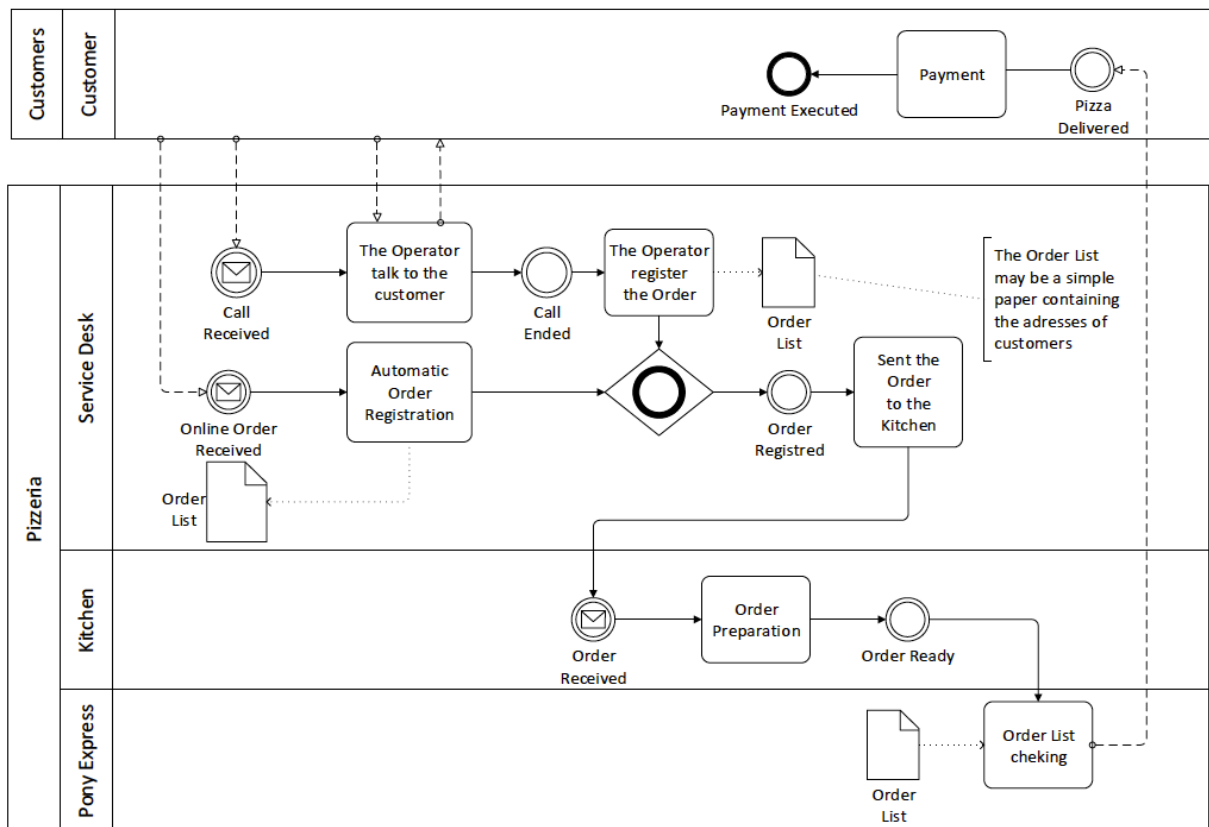 Customers
Customer
Payment
Payment Executed
Pizza
Delivered
Pizzeria
Service Desk
Call
Received
The Operator
talk to the
customer
Call
Ended
The Operator
register
the Order
Order
List
The Order List
may be a simple
paper containing
the adresses of
customers
Online Order
Received
Automatic
Order
Registration
Order
Registred
Sent the
Order
to the
Kitchen
Order
List
Kitchen
Order
Received
Order
Preparation
Order Ready
Pony Express
Order
List
Order List
cheking